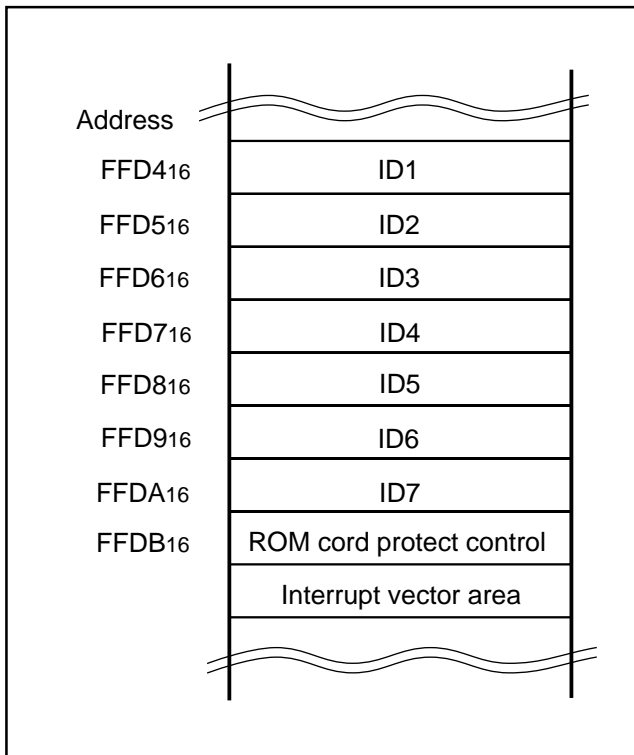 Address
FFD416 ID1
FFD516 ID2
FFD616 ID3
FFD716 ID4
FFD816 ID5
FFD916 ID6
FFDA16 ID7
FFDB16 ROM cord protect control
Interrupt vector area